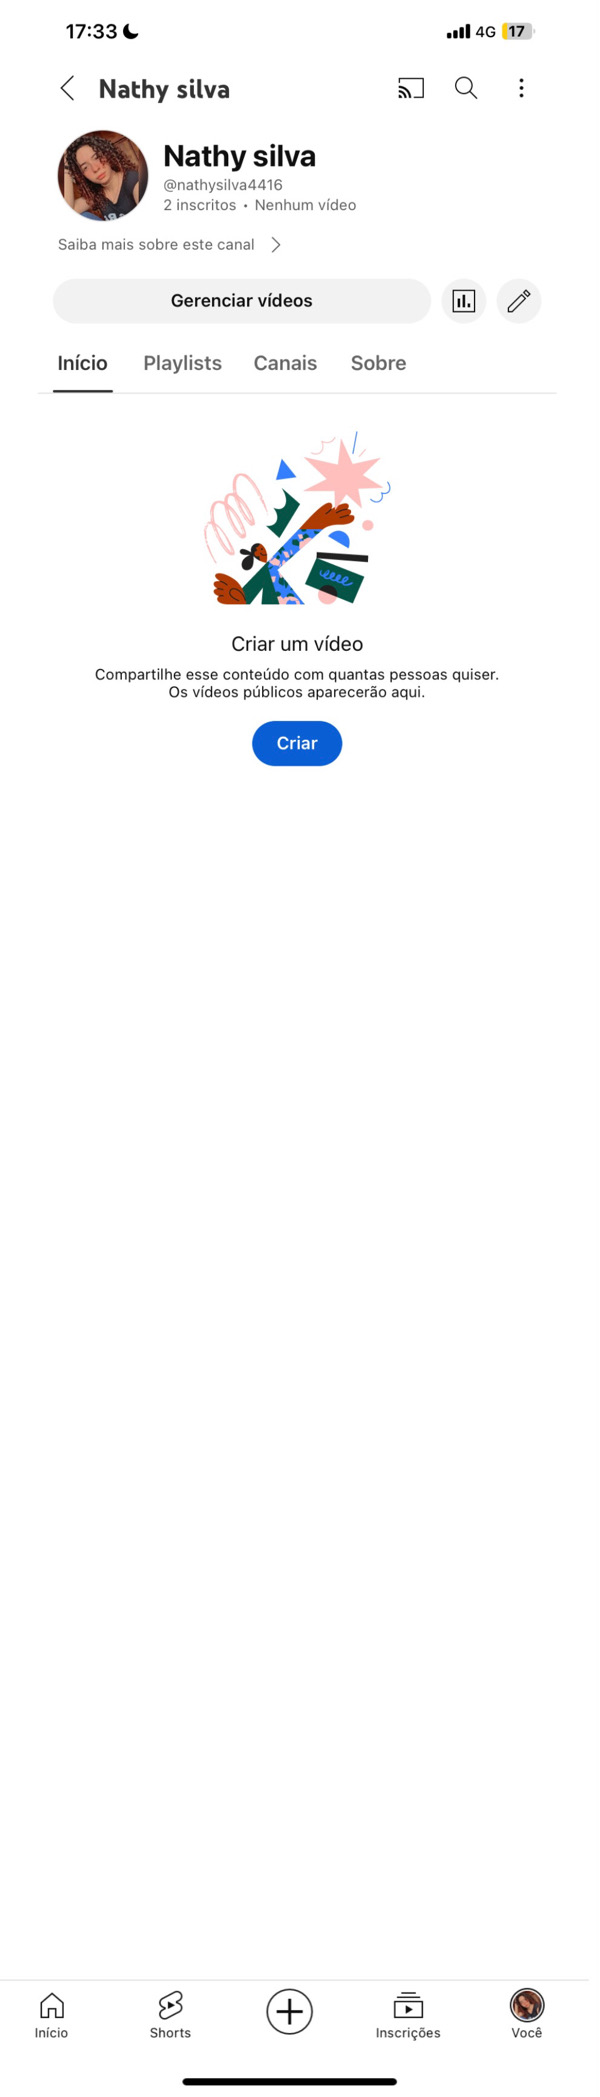 17:33
4G 17
Nathy silva
Nathy silva
@nathysilva4416
2 inscritos • Nenhum vídeo
Saiba mais sobre este canal
Gerenciar vídeos
Início Playlists Canais Sobre
Criar um vídeo
Compartilhe esse conteúdo com quantas pessoas quiser.
Os vídeos públicos aparecerão aqui.
Criar
Início Shorts Inscrições Você